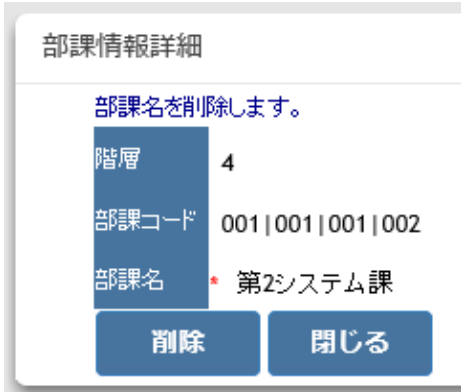 部課情報詳細
部課名を削除します。
階層 4
部課コード 001|001|001|002
部課名 * 第2システム課
削除 閉じる